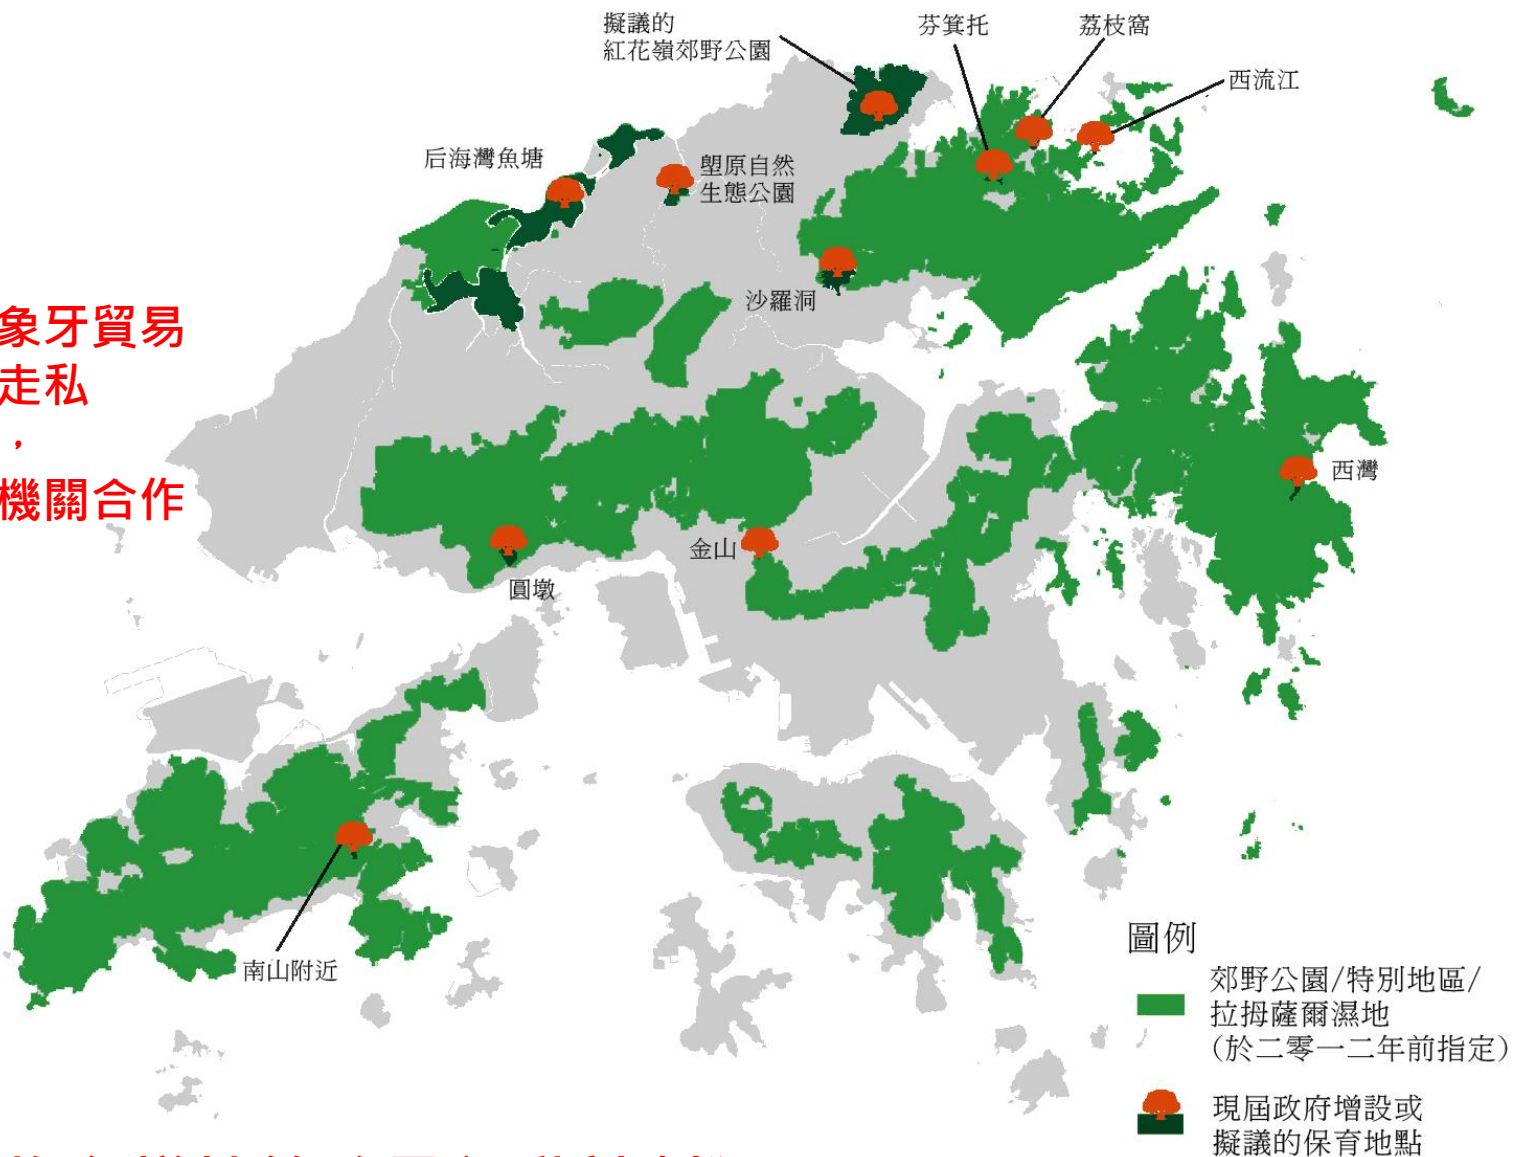 擬議的
紅花嶺郊野公園
芬箕托
荔枝窩
西流江
后海灣魚塘
塱原自然
生態公園
沙羅洞
象牙貿易
走私
，
機關合作
西灣
金山
圓墩
南山附近
圖例
郊野公園/特別地區/
拉姆薩爾濕地
(於二零一二年前指定)
現屆政府增設或
擬議的保育地點